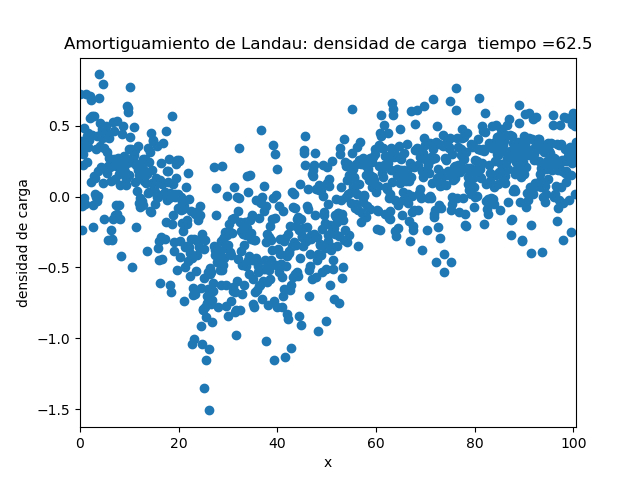 Amortiguamiento de Landau: densidad de carga  tiempo =62.5
densidad de carga
0.5
0.0
−0.5
−1.0
−1.5
0 20 40 60 80 100
x